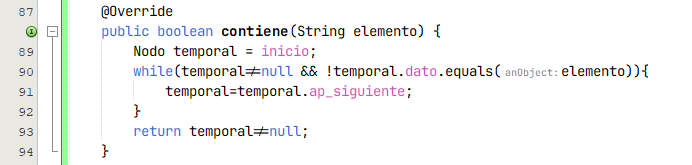 87 @Override
public boolean contiene(String elemento) {
89 Nodo temporal = inicio;
90 while(temporal≠null && !temporal.dato.equals( anObject: elemento)){
91 temporal=temporal.ap_siguiente;
92 }
93 return temporal≠null;
94 }